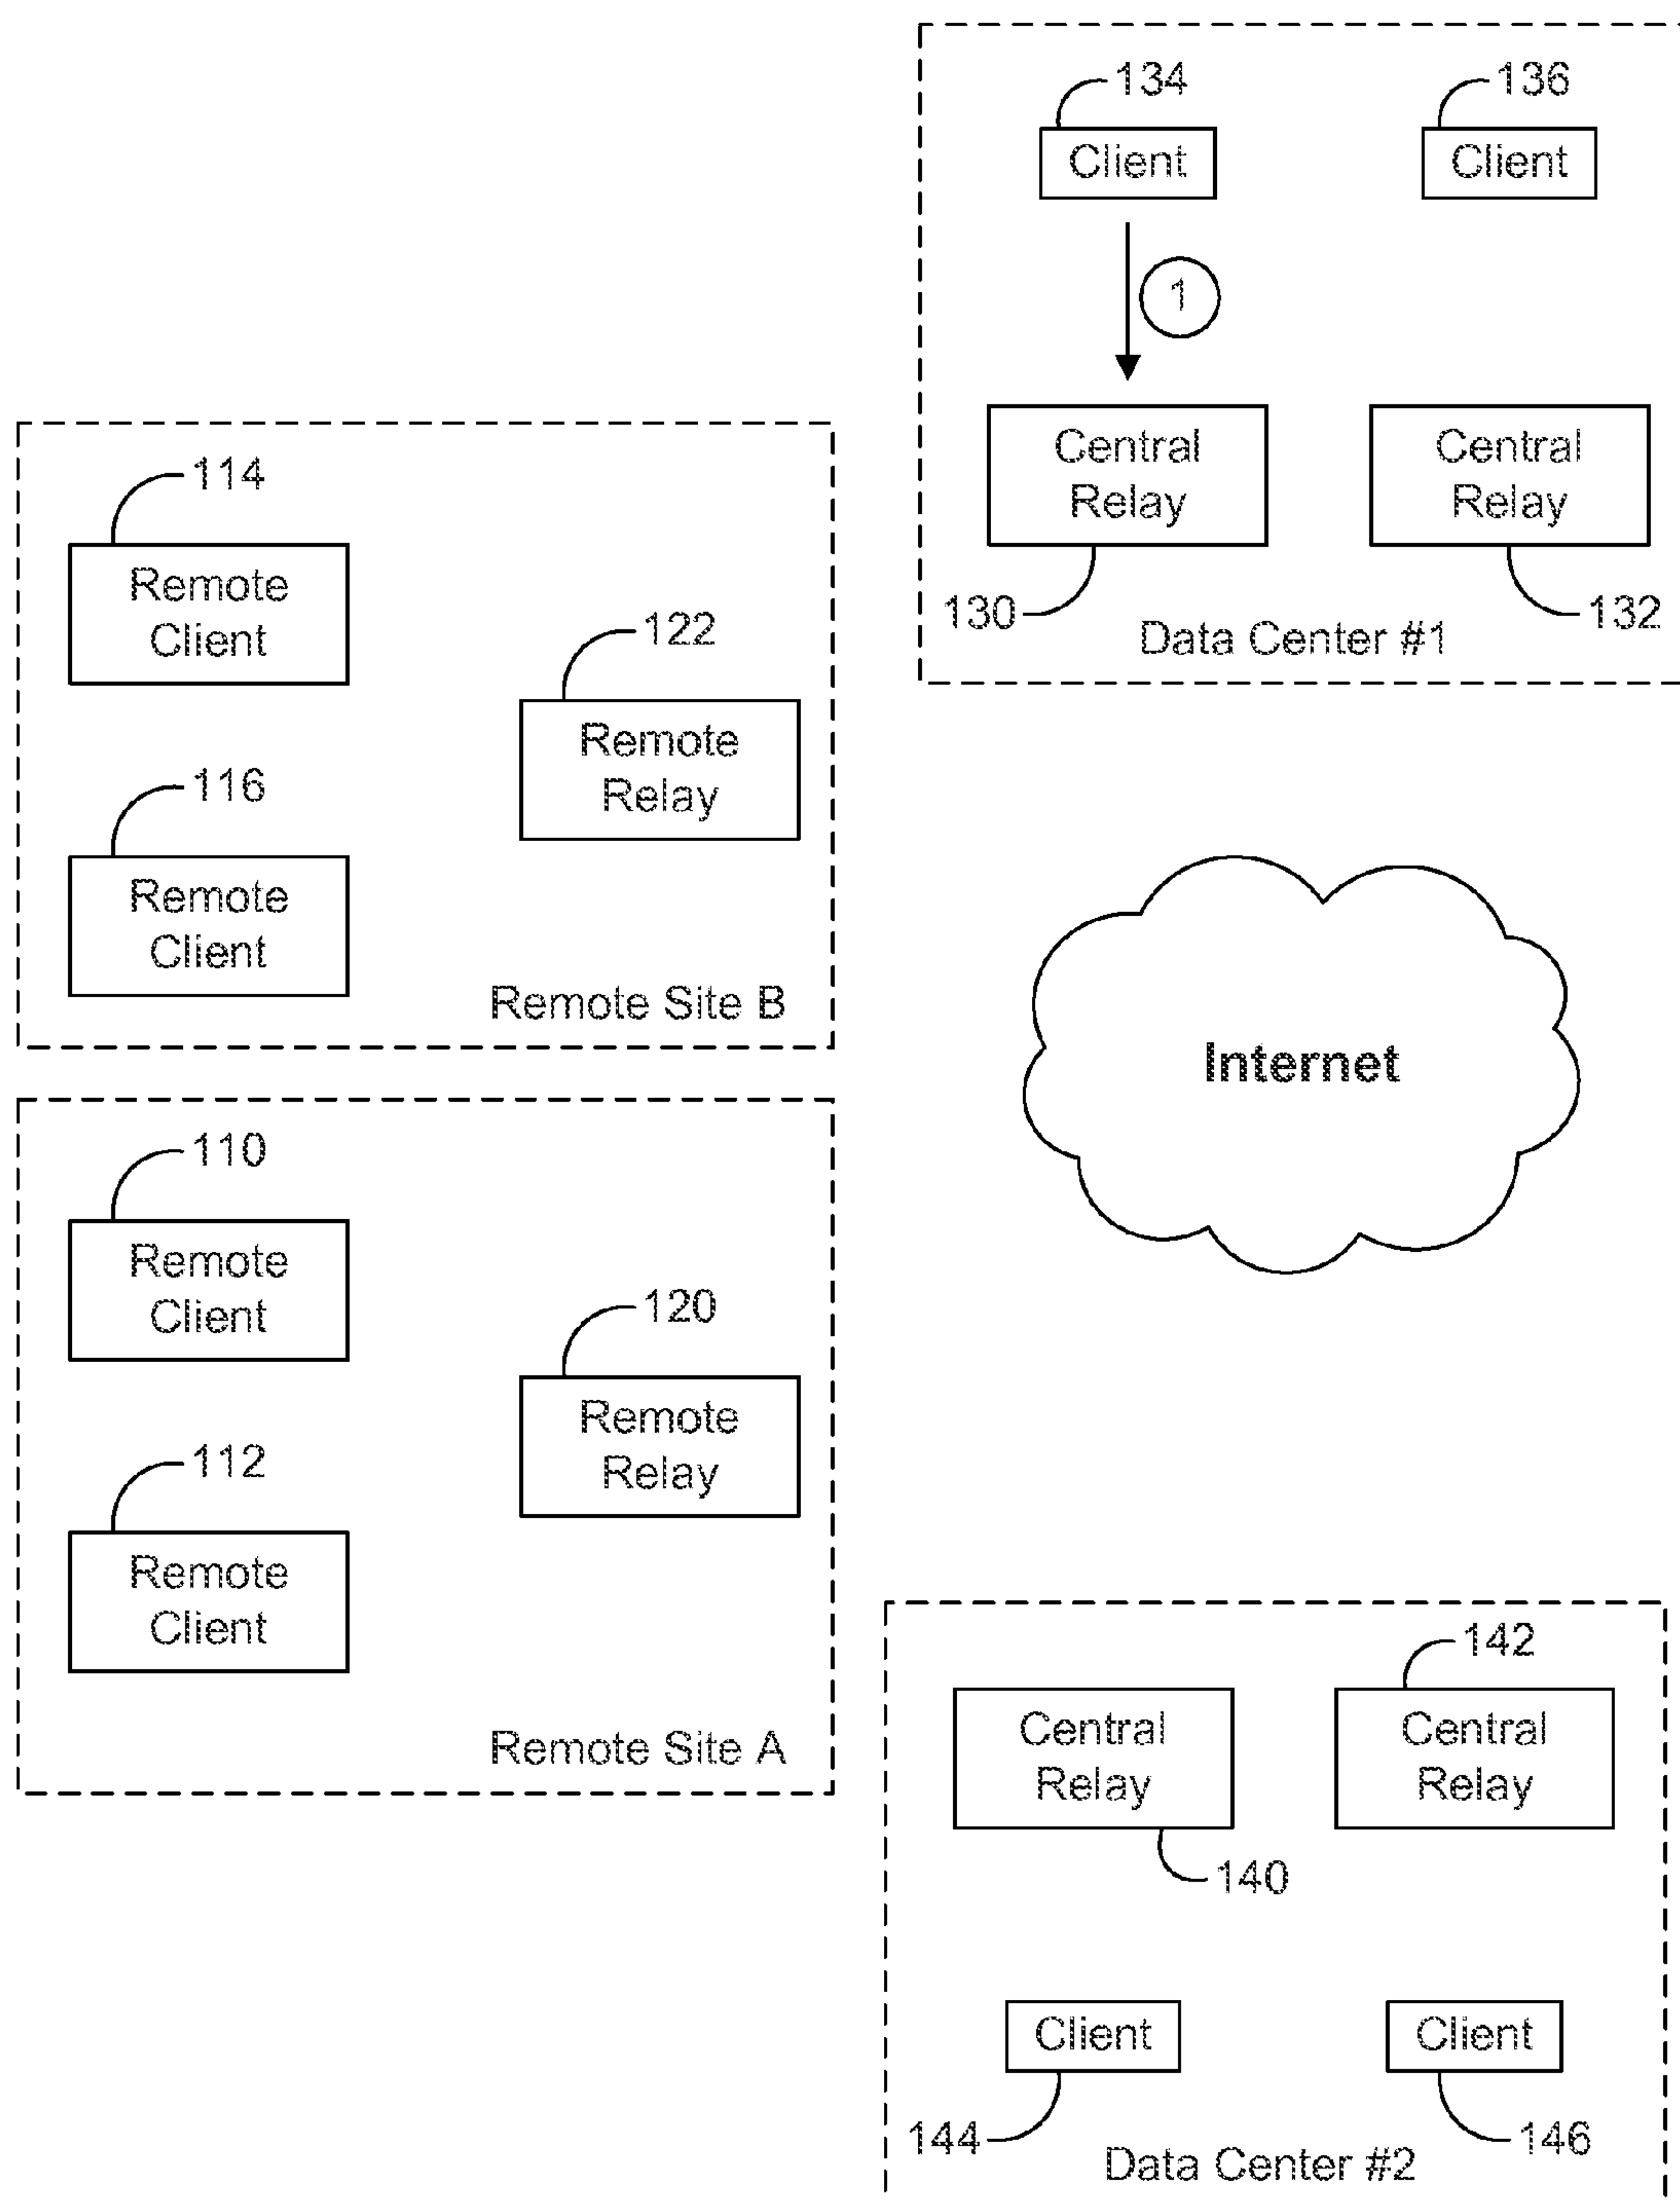 134
136
Client
Client
1
Central
Relay
Central
Relay
130
132
Data Center #1
114
Remote
Client
122
Remote
Relay
116
Remote
Client
Remote Site B
Internet
110
Remote
Client
120
Remote
Relay
112
Remote
Client
Remote Site A
142
Central
Relay
Central
Relay
140
Client
Client
144
146
Data Center #2